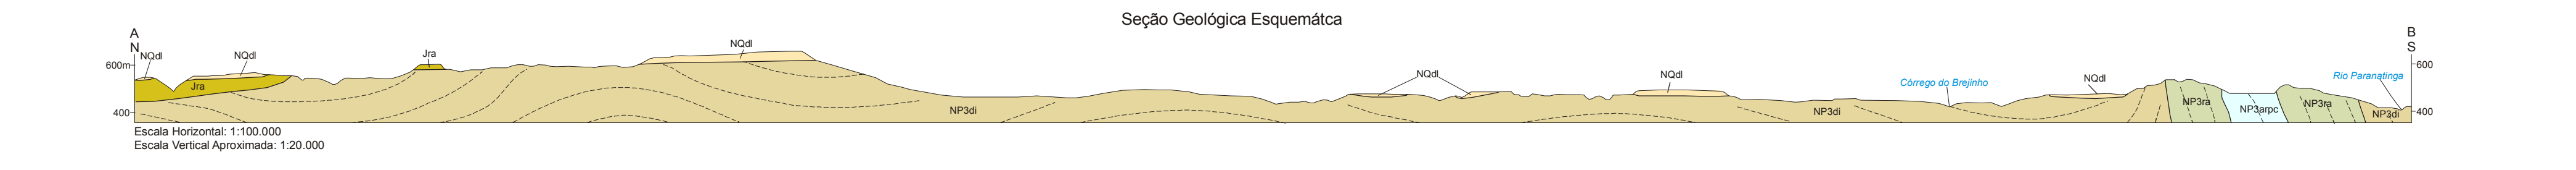 Seção Geológica Esquemátca
A
N
B
S
NQdl
NQdl
Jra
NQdl
NQdl
NQdl
NQdl
Córrego do Brejinho
Rio Paranatinga
600m
600
400
400
Jra
NP3di
NP3di
NP3ra
NP3arpc
NP3ra
NP3di
Escala Horizontal: 1:100.000
Escala Vertical Aproximada: 1:20.000